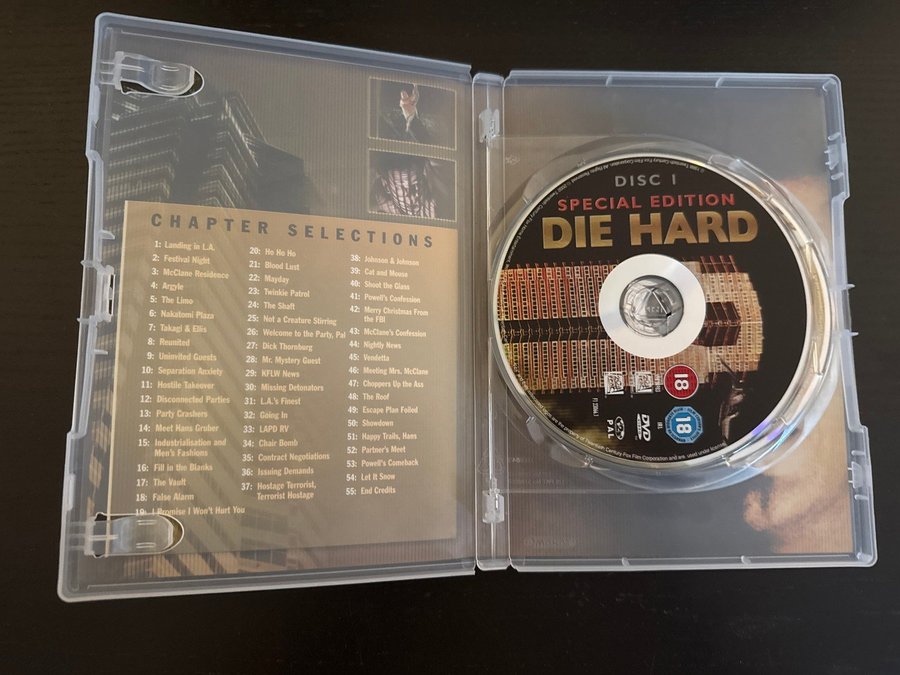 CHAPTER SELECTIONS
1: Landing in L.A.
2: Festival Night
3: McClane Residence
4: Argyle
5: The Limo
6: Nakatomi Plaza
7: Takagi & Ellis
8: Reunited
9: Uninvited Guests
10: Separation Anxiety
11: Hostile Takeover
12: Disconnected Parties
13: Party Crashers
14: Meet Hans Gruber
15: Industrialisation and
Men's Fashions
16: Fill in the Blanks
17: The Vault
18: False Alarm
19: I Promise I Won't Hurt You
20: Ho Ho Ho
21: Blood Lust
22: Mayday
23: Twinkie Patrol
24: The Shaft
25: Not a Creature Stirring
26: Welcome to the Party, Pal
27: Dick Thornburg
28: Mr. Mystery Guest
29: KFLW News
30: Missing Detonators
31: L.A.'s Finest
32: Going In
33: LAPD RV
34: Chair Bomb
35: Contract Negotiations
36: Issuing Demands
37: Hostage Terrorist,
Terrorist Hostage
38: Johnson & Johnson
39: Cat and Mouse
40: Shoot the Glass
41: Powell's Confession
42: Merry Christmas From
the FBI
43: McClane's Confession
44: Nightly News
45: Vendetta
46: Meeting Mrs. McClane
47: Choppers Up the Ass
48: The Roof
49: Escape Plan Foiled
50: Showdown
51: Happy Trails, Hans
52: Partner's Meet
53: Powell's Comeback
54: Let It Snow
55: End Credits
DISC 1
SPECIAL EDITION
DIE HARD
18
18
DVD
PAL
IRL